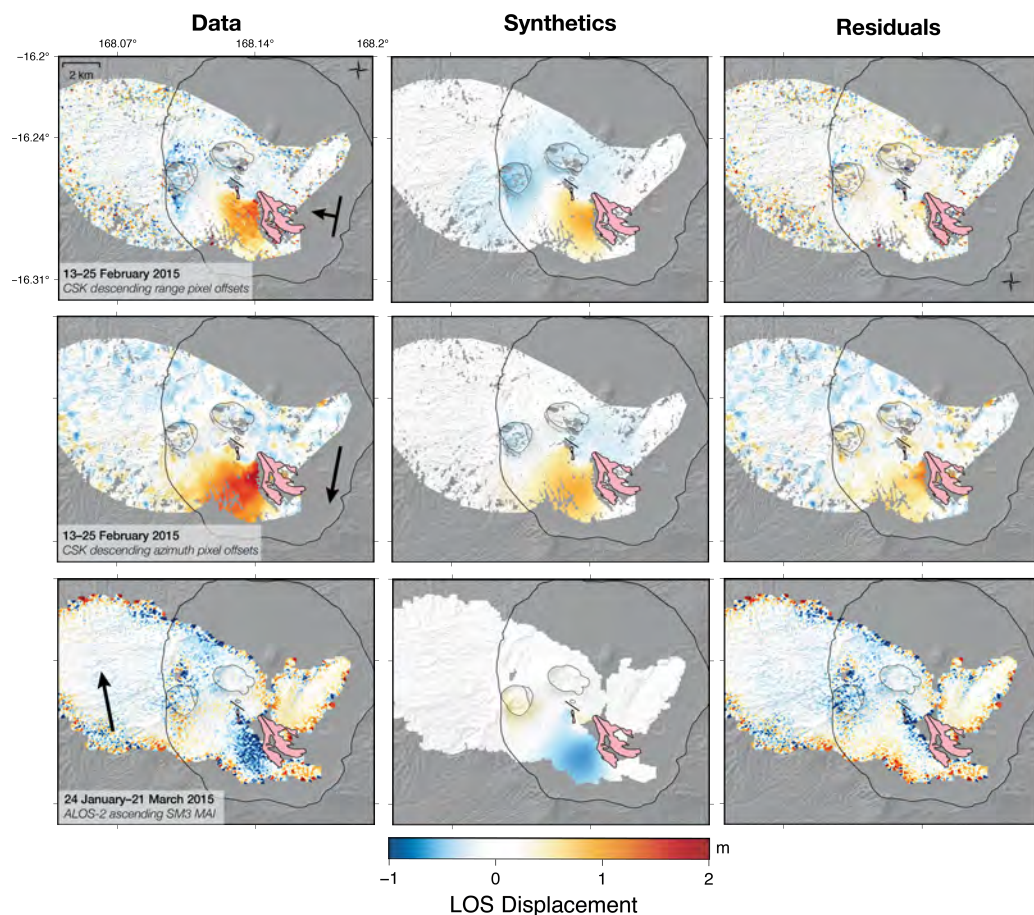 Data
Synthetics
Residuals
168.07°
168.14°
168.2°
−16.2°
2 km
−16.24°
−16.31°
13–25 February 2015
CSK descending range pixel offsets
13–25 February 2015
CSK descending azimuth pixel offsets
24 January–21 March 2015
ALOS-2 ascending SM3 MAI
m
−1
0
1
2
LOS Displacement